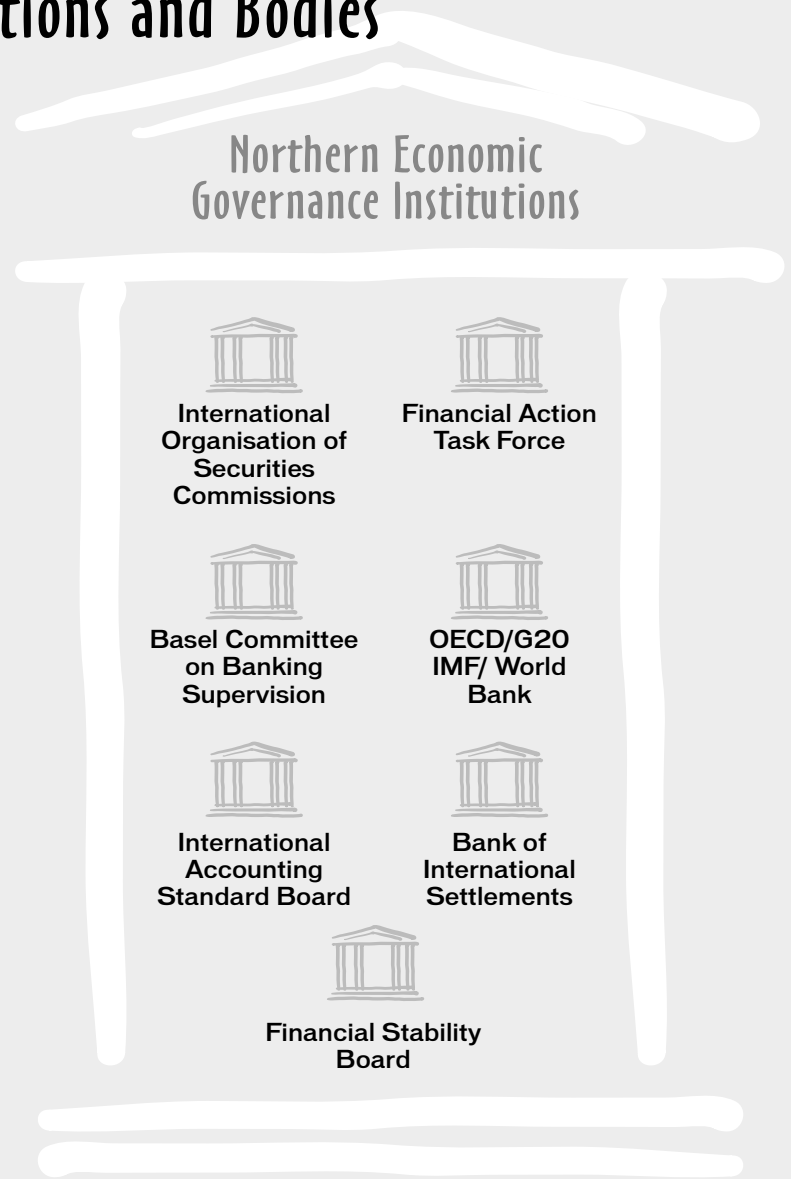 tions and Bodies
Northern Economic
Governance Institutions
International
Organisation of
Securities
Commissions
Financial Action
Task Force
Basel Committee
on Banking
Supervision
OECD/G20
IMF/ World
Bank
International
Accounting
Standard Board
Bank of
International
Settlements
Financial Stability
Board